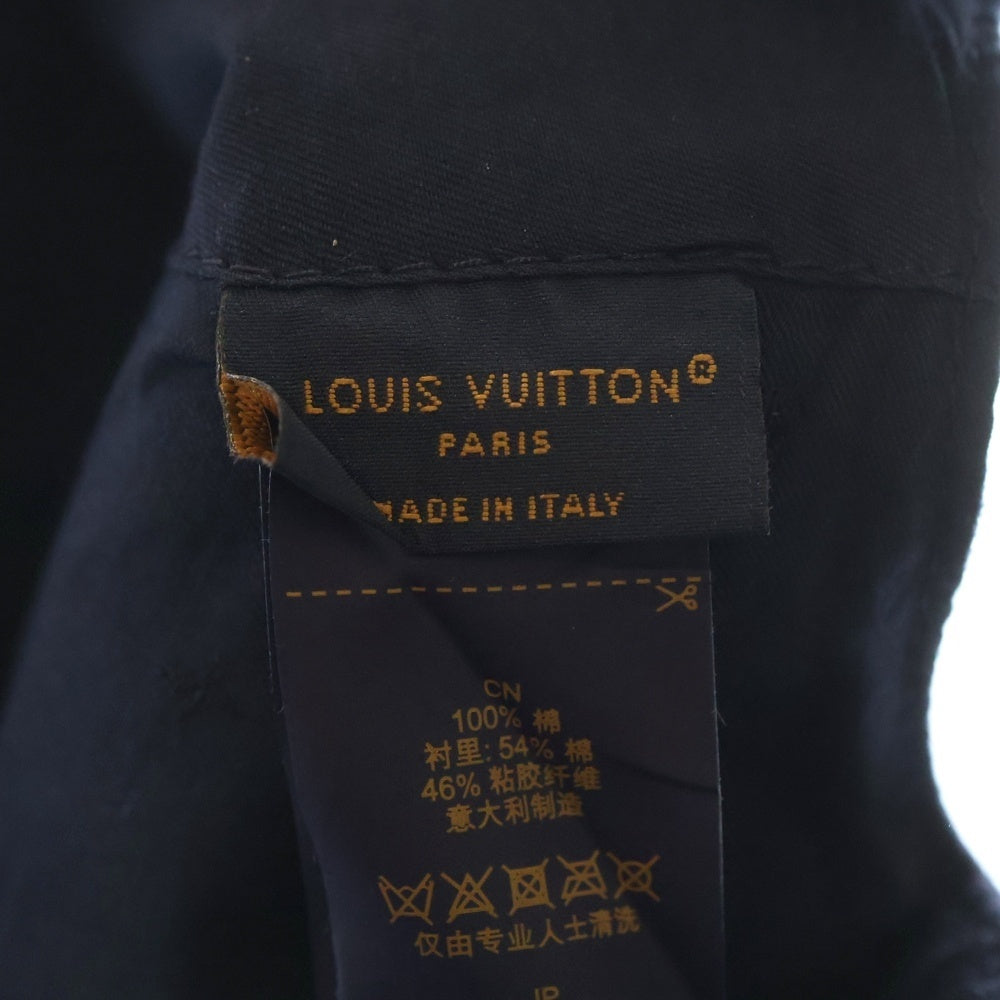 LOUIS VUITTON®
PARIS
MADE IN ITALY
CN
100% 棉
衬里: 54% 棉
46% 粘胶纤维
意大利制造
仅由专业人士清洗
JP